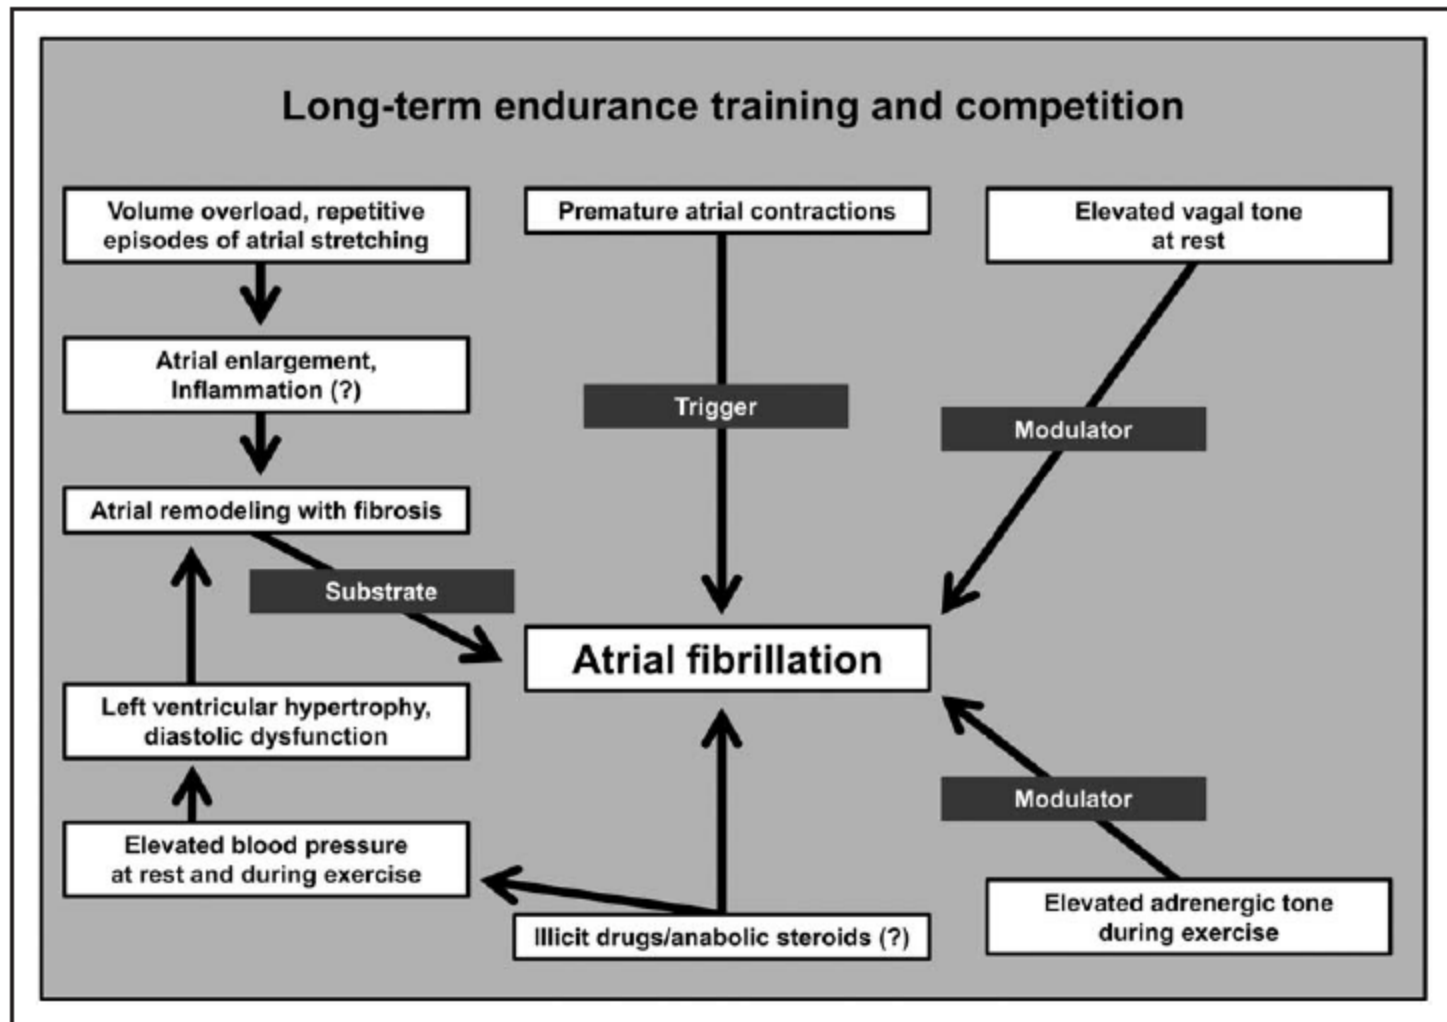 Long-term endurance training and competition
Volume overload, repetitive
episodes of atrial stretching
Premature atrial contractions
Elevated vagal tone
at rest
Atrial enlargement,
Inflammation (?)
Trigger
Modulator
Atrial remodeling with fibrosis
Substrate
Atrial fibrillation
Left ventricular hypertrophy,
diastolic dysfunction
Modulator
Elevated blood pressure
at rest and during exercise
Illicit drugs/anabolic steroids (?)
Elevated adrenergic tone
during exercise